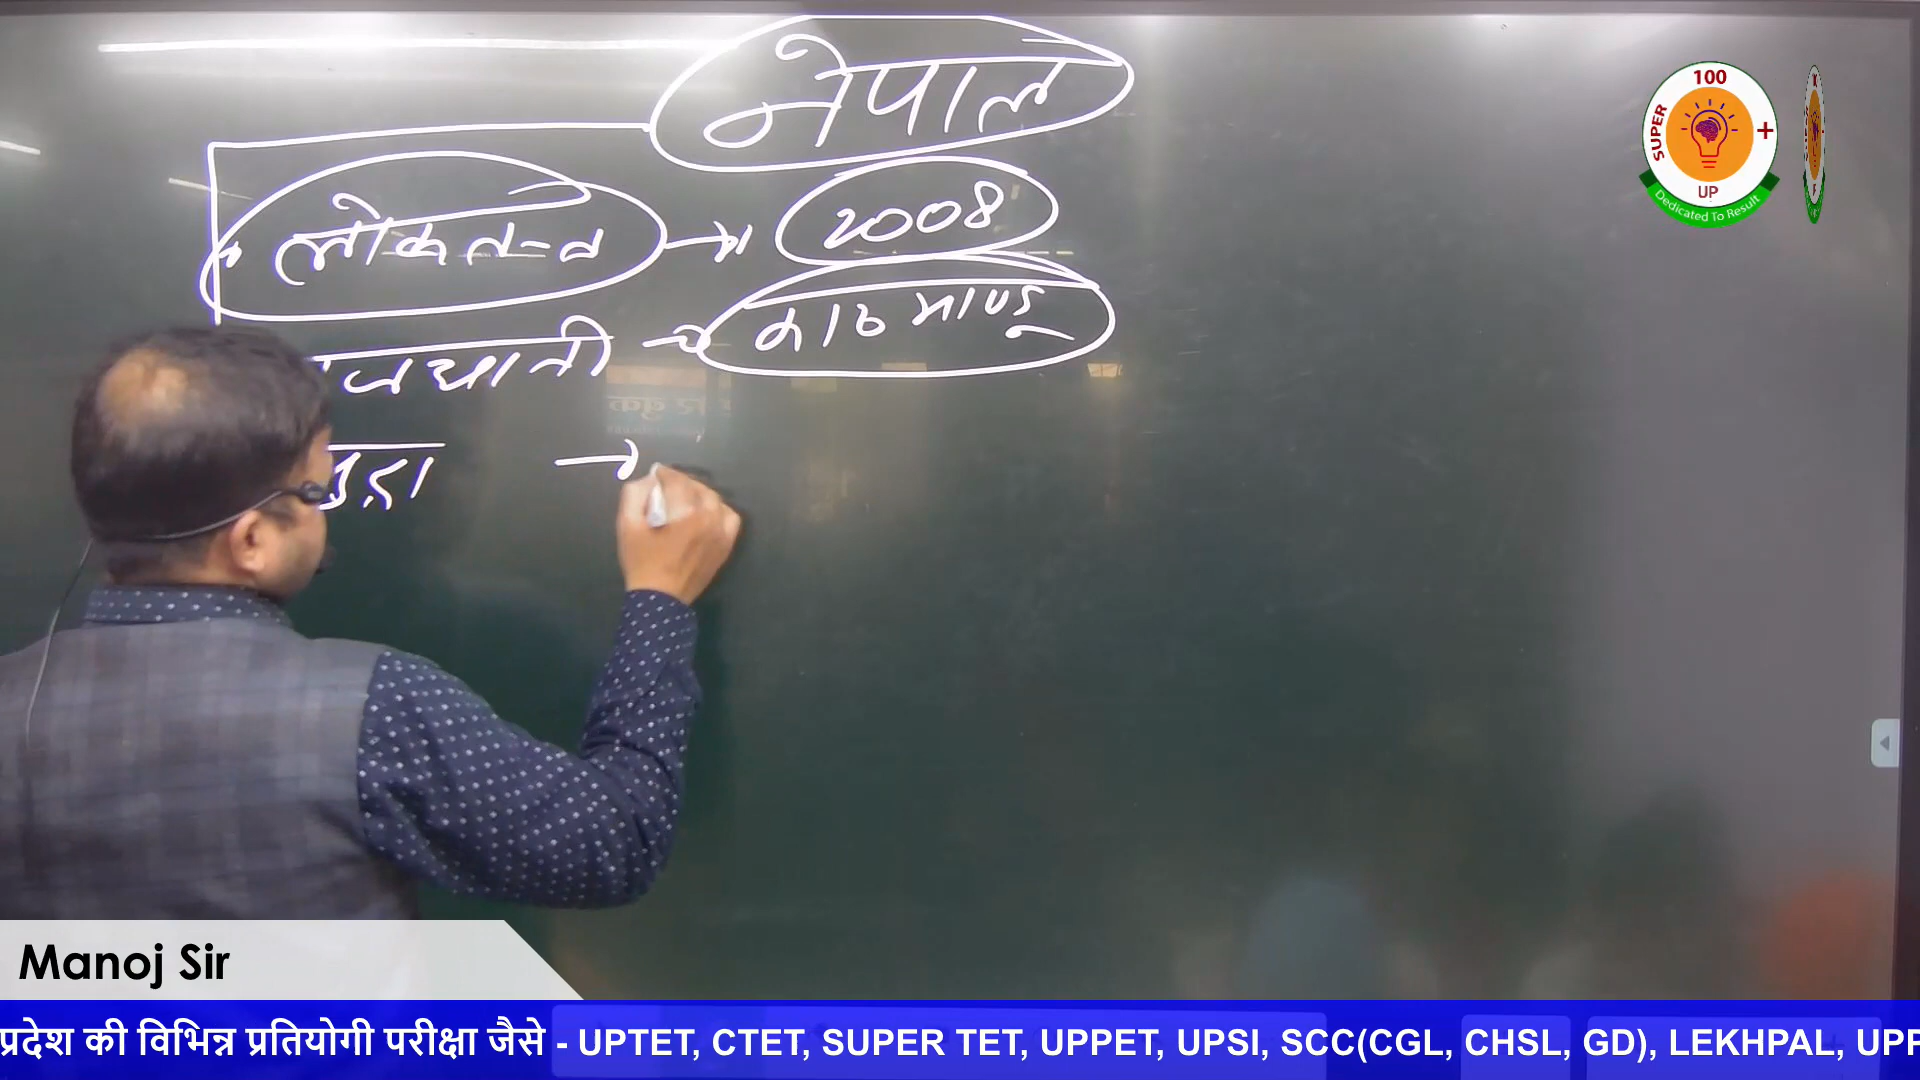 नेपाल
लोकतन्त्र → 2008
राजधानी → काठमाण्डू
मुद्रा →
100
SUPER
+
UP
Dedicated To Result
Manoj Sir
प्रदेश की विभिन्न प्रतियोगी परीक्षा जैसे - UPTET, CTET, SUPER TET, UPPET, UPSI, SCC(CGL, CHSL, GD), LEKHPAL, UPP